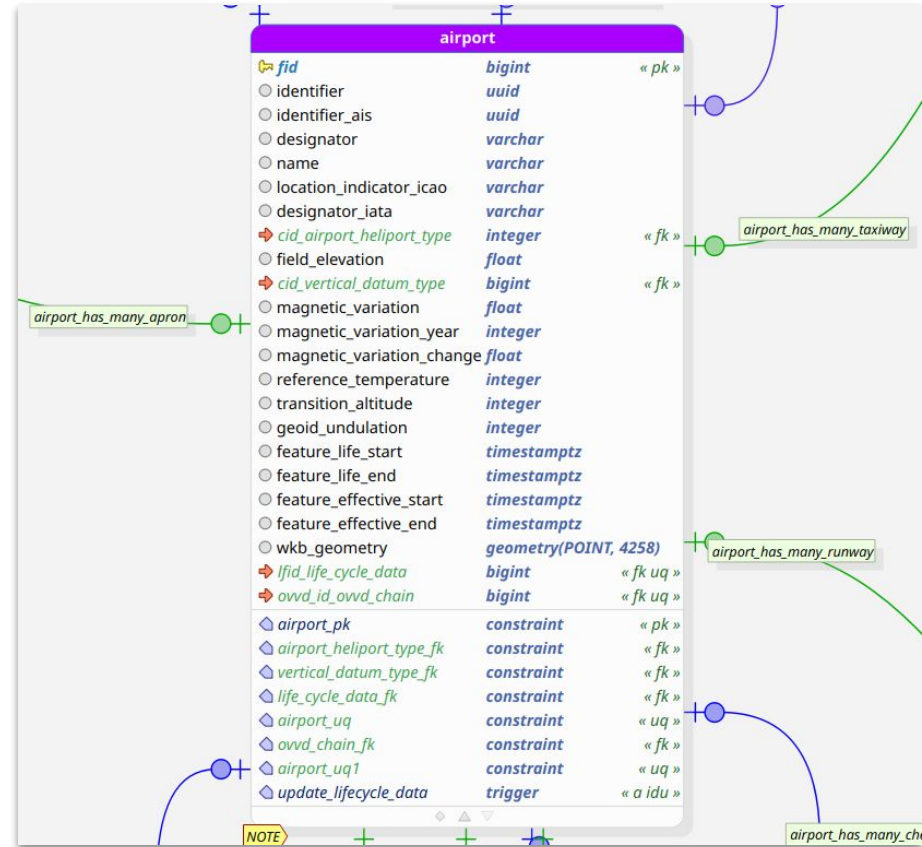 airport
fid bigint « pk »
identifier uuid
identifier_ais uuid
designator varchar
name varchar
location_indicator_icao varchar
designator_iata varchar
cid_airport_heliport_type integer « fk »
field_elevation float
cid_vertical_datum_type bigint « fk »
magnetic_variation float
magnetic_variation_year integer
magnetic_variation_change float
reference_temperature integer
transition_altitude integer
geoid_undulation integer
feature_life_start timestamptz
feature_life_end timestamptz
feature_effective_start timestamptz
feature_effective_end timestamptz
wkb_geometry geometry(POINT, 4258)
lfid_life_cycle_data bigint « fk uq »
ovvd_id_ovvd_chain bigint « fk uq »
airport_pk constraint « pk »
airport_heliport_type_fk constraint « fk »
vertical_datum_type_fk constraint « fk »
life_cycle_data_fk constraint « fk »
airport_uq constraint « uq »
ovvd_chain_fk constraint « fk »
airport_uq1 constraint « uq »
update_lifecycle_data trigger « a idu »
NOTE
airport_has_many_apron
airport_has_many_taxiway
airport_has_many_runway
airport_has_many_che